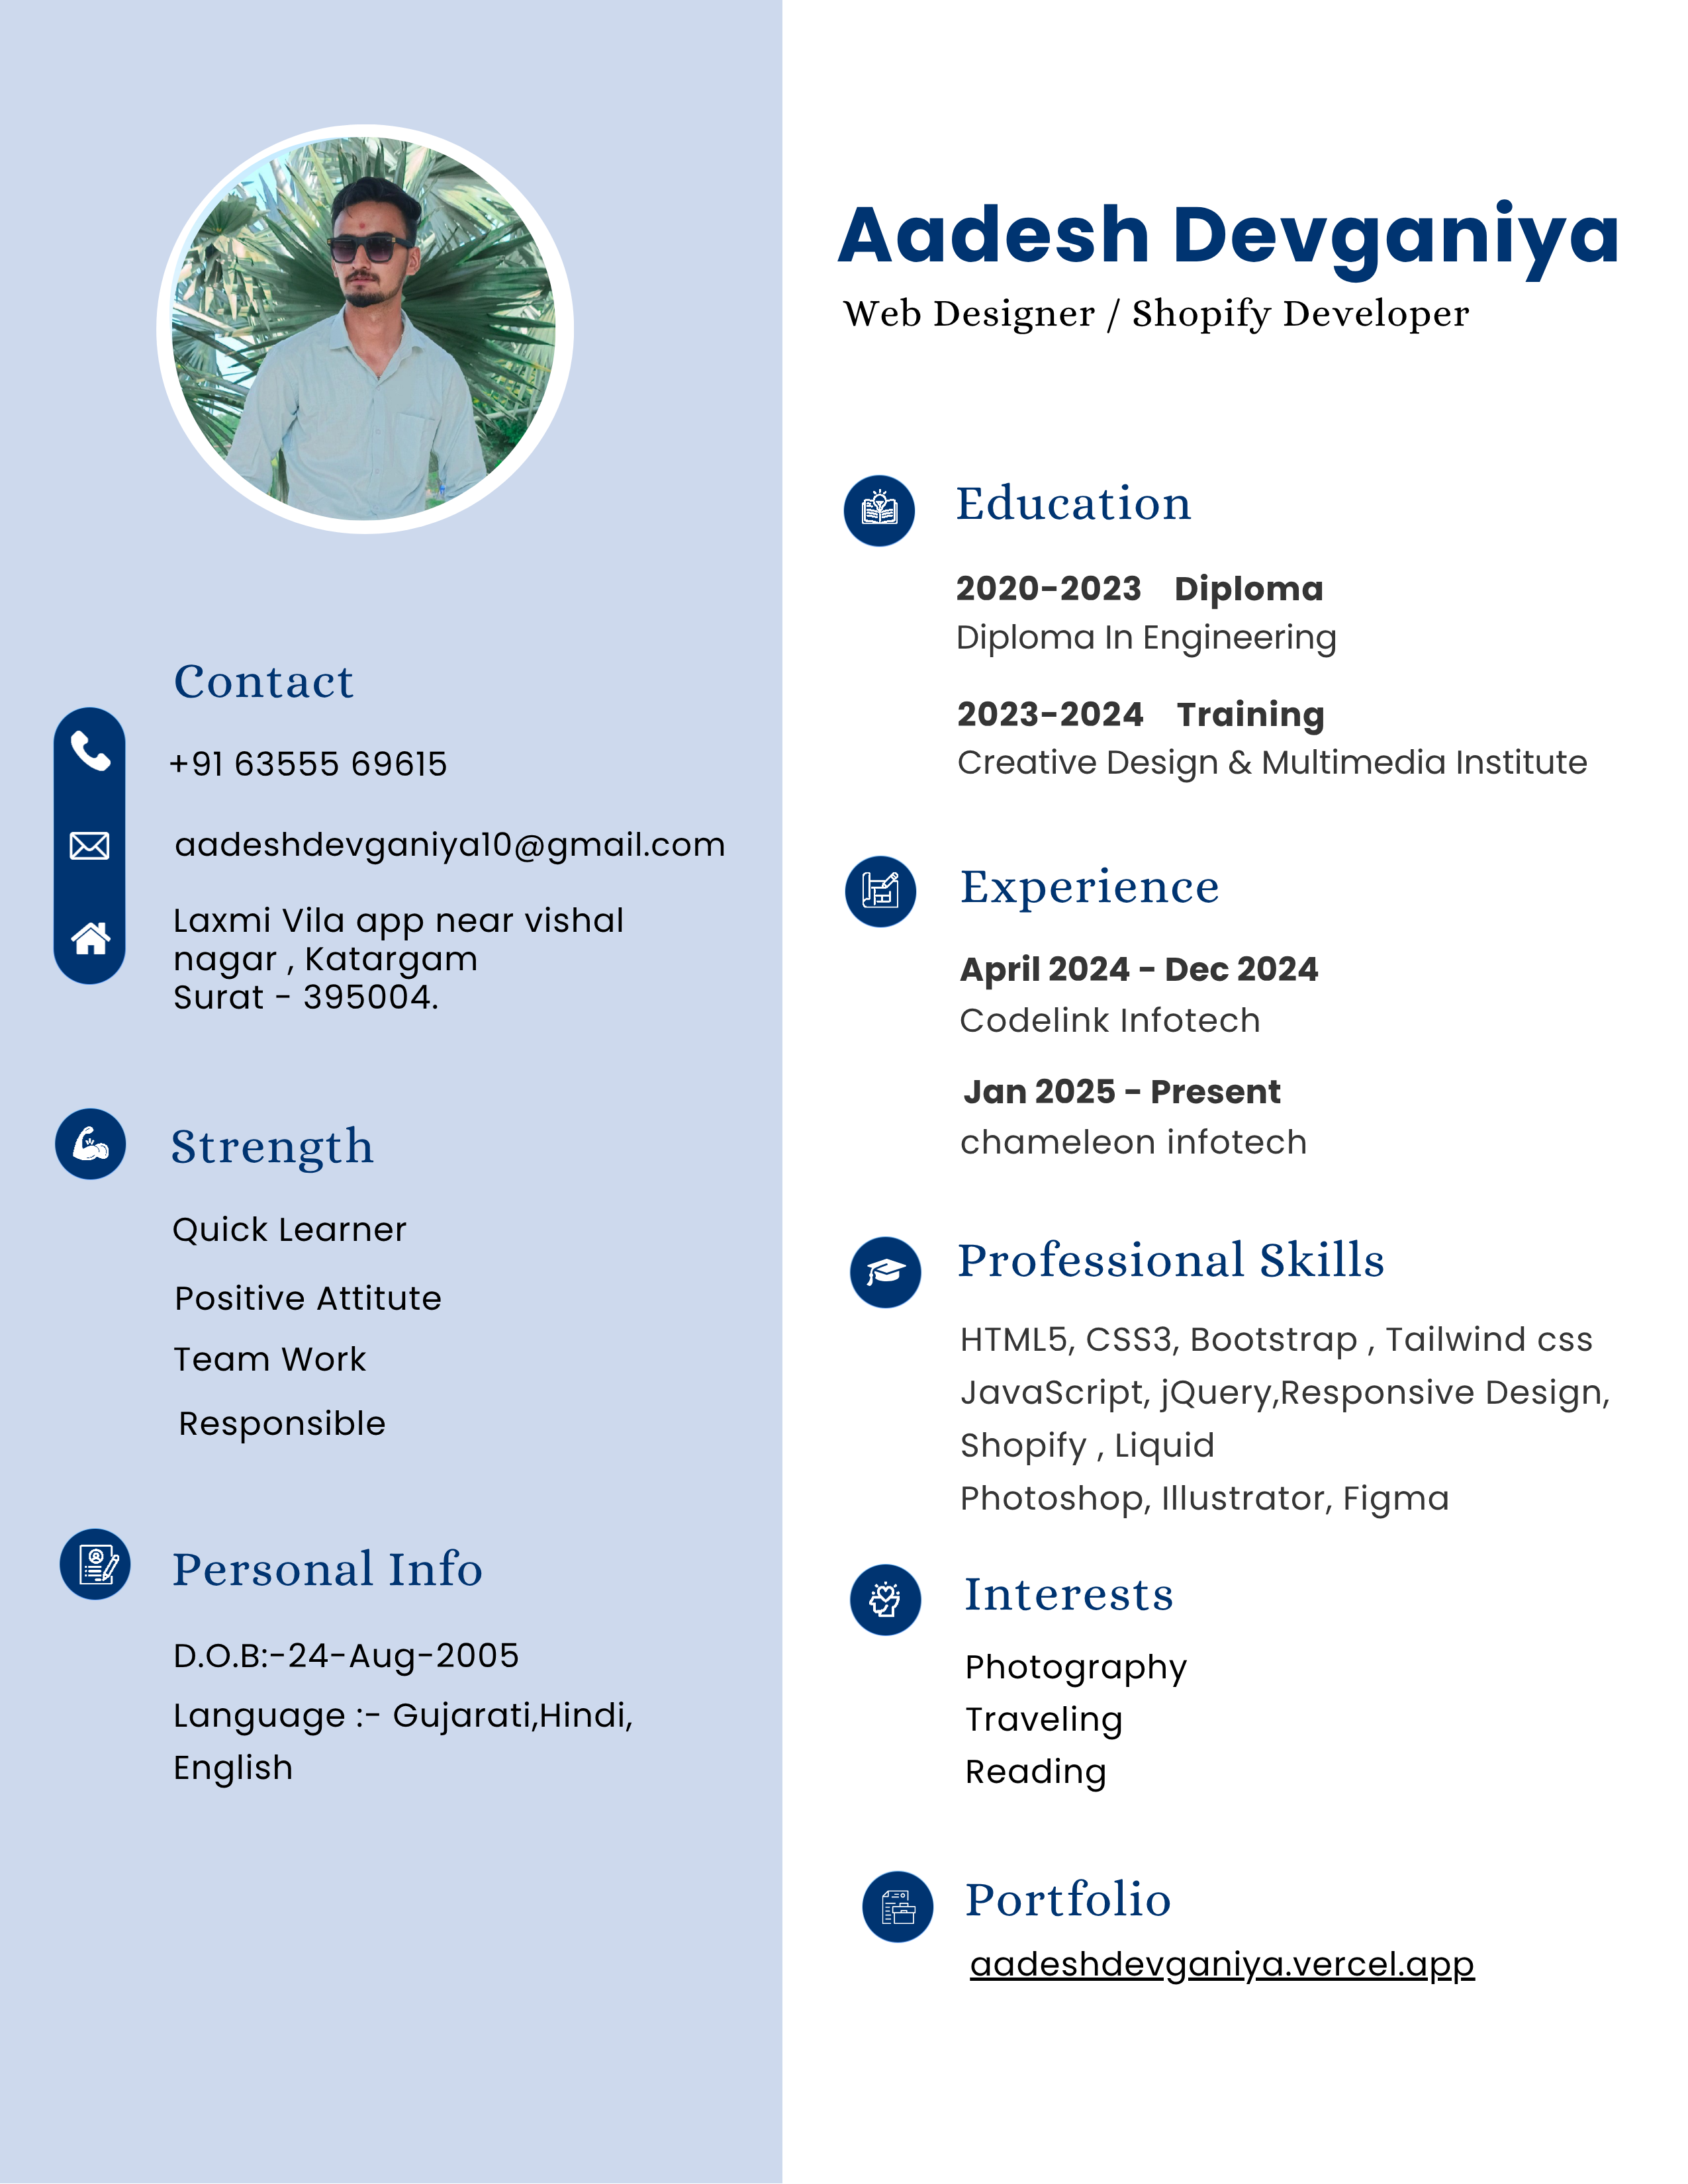 Aadesh Devganiya
Web Designer / Shopify Developer
Contact
+91 63555 69615
aadeshdevganiya10@gmail.com
Laxmi Vila app near vishal
nagar , Katargam
Surat - 395004.
Strength
Quick Learner
Positive Attitute
Team Work
Responsible
Personal Info
D.O.B:-24-Aug-2005
Language :- Gujarati,Hindi,
English
Education
2020-2023 Diploma
Diploma In Engineering
2023-2024 Training
Creative Design & Multimedia Institute
Experience
April 2024 - Dec 2024
Codelink Infotech
Jan 2025 - Present
chameleon infotech
Professional Skills
HTML5, CSS3, Bootstrap , Tailwind css
JavaScript, jQuery,Responsive Design,
Shopify , Liquid
Photoshop, Illustrator, Figma
Interests
Photography
Traveling
Reading
Portfolio
aadeshdevganiya.vercel.app